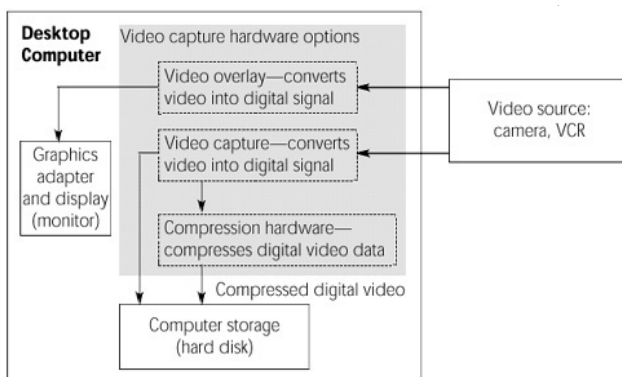 Desktop
Computer
Video capture hardware options
Video overlay—converts
video into digital signal
Video source:
camera, VCR
Video capture—converts
video into digital signal
Graphics
adapter
and display
(monitor)
Compression hardware—
compresses digital video data
Compressed digital video
Computer storage
(hard disk)